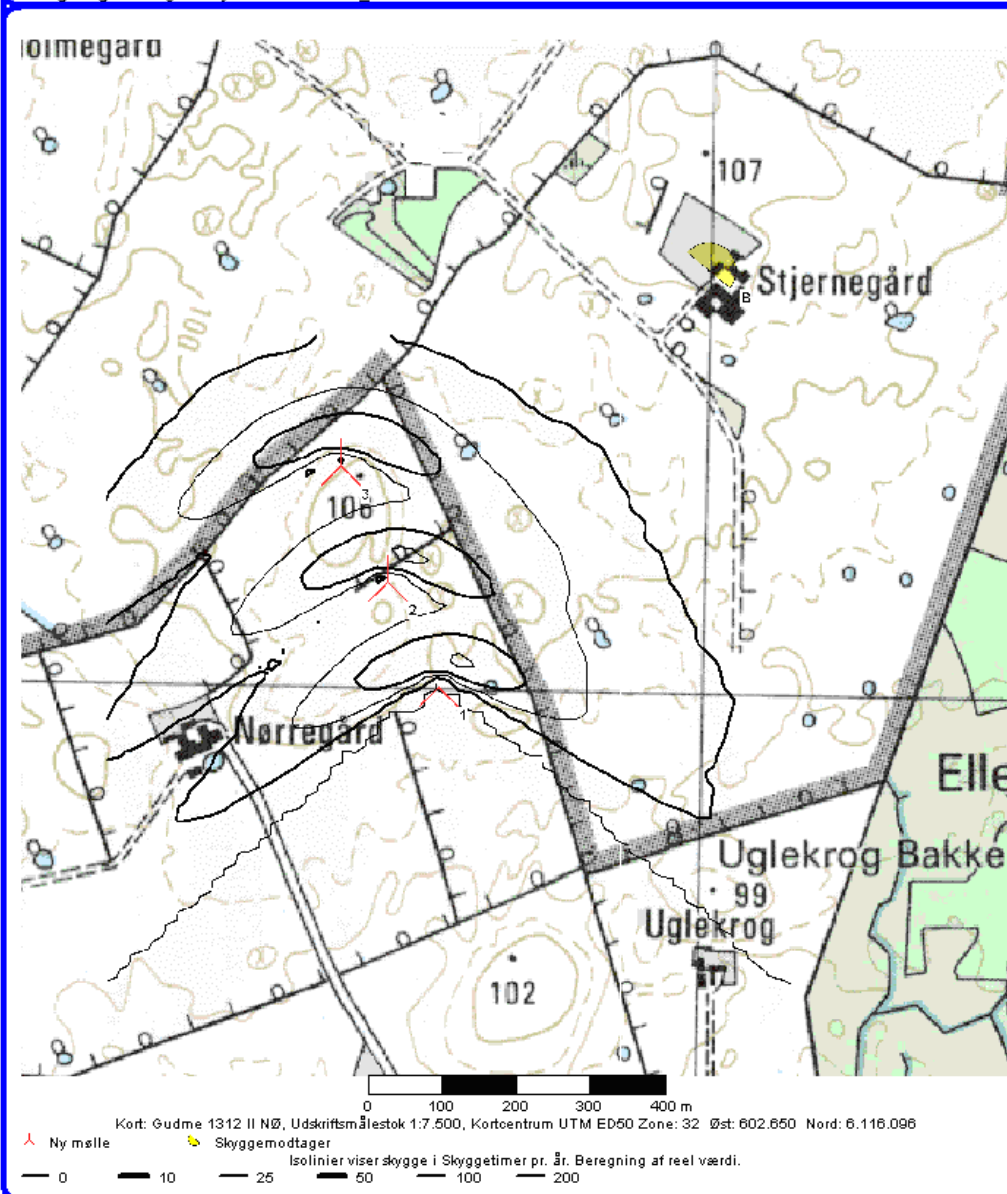 107
Stjernegård
B
101
3
106
2
1
Nørregård
Elle
Uglekrog Bakke
99
Uglekrog
102
0 100 200 300 400 m
Kort: Gudme 1312 II NØ, Udskriftsmålestok 1:7.500, Kortcentrum UTM ED50 Zone: 32 Øst: 602.650 Nord: 6.116.096
Ny mølle Skyggemodtager
Isolinier viser skygge i Skyggetimer pr. år. Beregning af reel værdi.
0 10 25 50 100 200